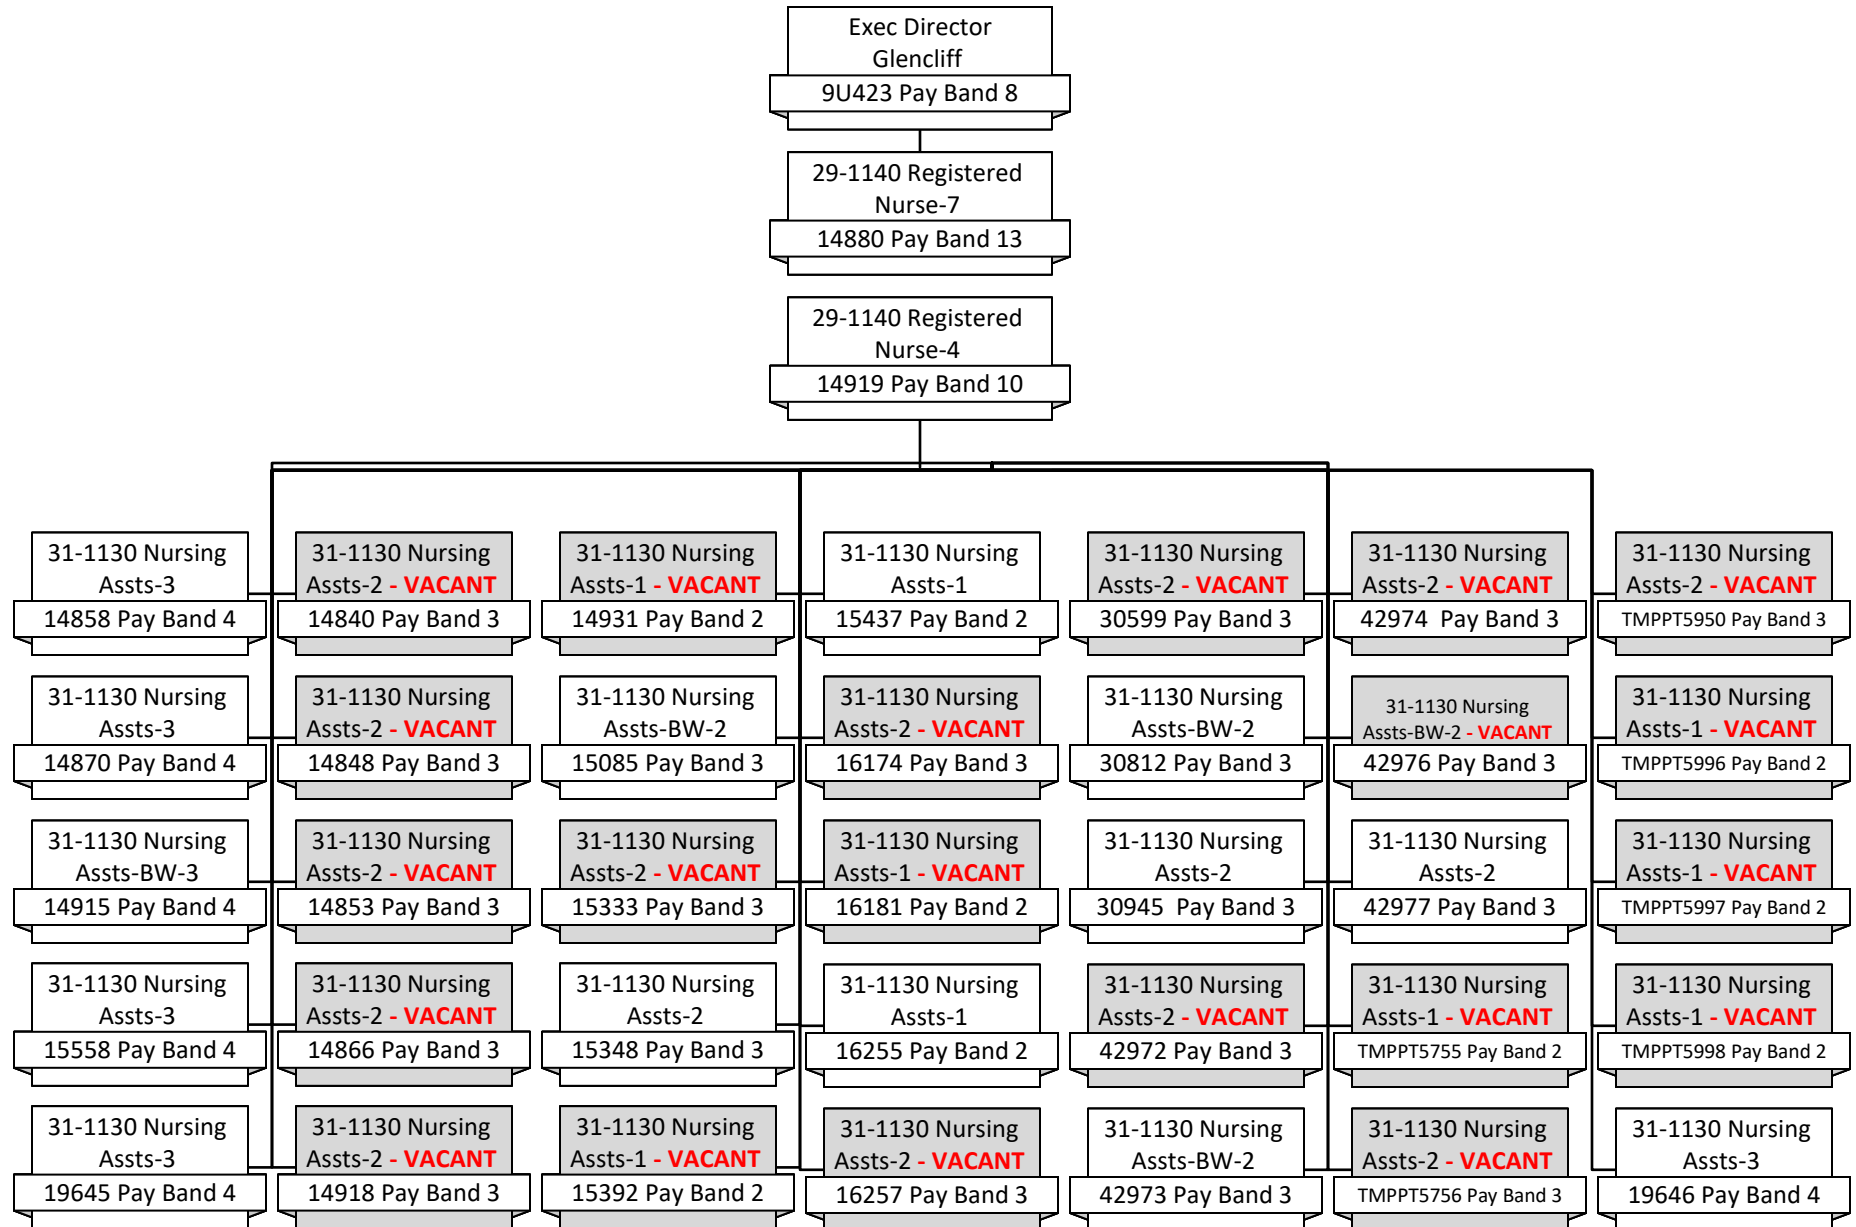 Exec Director
Glencliff
9U423 Pay Band 8
29-1140 Registered
Nurse-7
14880 Pay Band 13
29-1140 Registered
Nurse-4
14919 Pay Band 10
31-1130 Nursing
Assts-3
14858 Pay Band 4
31-1130 Nursing
Assts-2 - VACANT
14840 Pay Band 3
31-1130 Nursing
Assts-1 - VACANT
14931 Pay Band 2
31-1130 Nursing
Assts-1
15437 Pay Band 2
31-1130 Nursing
Assts-2 - VACANT
30599 Pay Band 3
31-1130 Nursing
Assts-2 - VACANT
42974 Pay Band 3
31-1130 Nursing
Assts-2 - VACANT
TMPPT5950 Pay Band 3
31-1130 Nursing
Assts-3
14870 Pay Band 4
31-1130 Nursing
Assts-2 - VACANT
14848 Pay Band 3
31-1130 Nursing
Assts-BW-2
15085 Pay Band 3
31-1130 Nursing
Assts-2 - VACANT
16174 Pay Band 3
31-1130 Nursing
Assts-BW-2
30812 Pay Band 3
31-1130 Nursing
Assts-BW-2 - VACANT
42976 Pay Band 3
31-1130 Nursing
Assts-1 - VACANT
TMPPT5996 Pay Band 2
31-1130 Nursing
Assts-BW-3
14915 Pay Band 4
31-1130 Nursing
Assts-2 - VACANT
14853 Pay Band 3
31-1130 Nursing
Assts-2 - VACANT
15333 Pay Band 3
31-1130 Nursing
Assts-1 - VACANT
16181 Pay Band 2
31-1130 Nursing
Assts-2
30945 Pay Band 3
31-1130 Nursing
Assts-2
42977 Pay Band 3
31-1130 Nursing
Assts-1 - VACANT
TMPPT5997 Pay Band 2
31-1130 Nursing
Assts-3
15558 Pay Band 4
31-1130 Nursing
Assts-2 - VACANT
14866 Pay Band 3
31-1130 Nursing
Assts-2
15348 Pay Band 3
31-1130 Nursing
Assts-1
16255 Pay Band 2
31-1130 Nursing
Assts-2 - VACANT
42972 Pay Band 3
31-1130 Nursing
Assts-1 - VACANT
TMPPT5755 Pay Band 2
31-1130 Nursing
Assts-1 - VACANT
TMPPT5998 Pay Band 2
31-1130 Nursing
Assts-3
19645 Pay Band 4
31-1130 Nursing
Assts-2 - VACANT
14918 Pay Band 3
31-1130 Nursing
Assts-1 - VACANT
15392 Pay Band 2
31-1130 Nursing
Assts-2 - VACANT
16257 Pay Band 3
31-1130 Nursing
Assts-BW-2
42973 Pay Band 3
31-1130 Nursing
Assts-2 - VACANT
TMPPT5756 Pay Band 3
31-1130 Nursing
Assts-3
19646 Pay Band 4